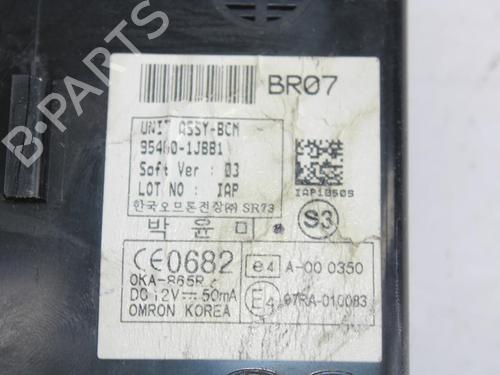 BR07
UNIT ASSY-BCM
95400-1JBB1
Soft Ver : 03
LOT NO : IAP
한국오므론전장㈜ SR73
IAP10509
박 윤 미
S3
CE0682
OKA-865R
DC 12V 50mA
OMRON KOREA
e4 A-00 0350
E4 97RA-010083
B-PARTS